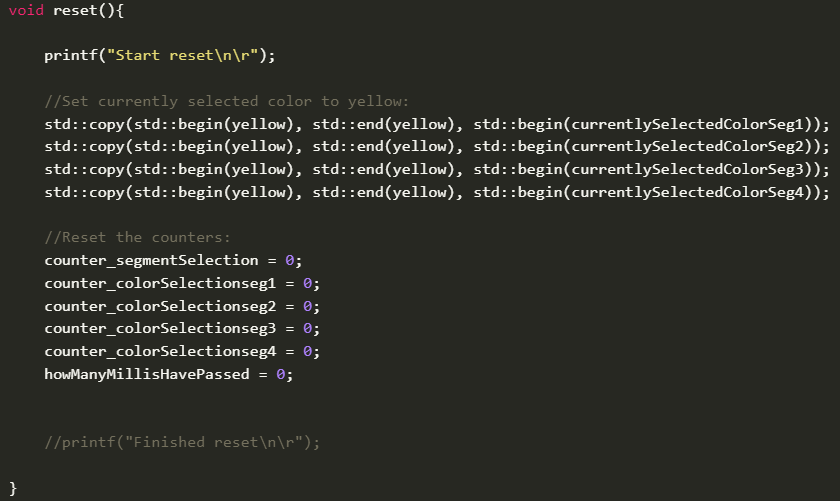 void reset(){
printf("Start reset\n\r");
//Set currently selected color to yellow:
std::copy(std::begin(yellow), std::end(yellow), std::begin(currentlySelectedColorSeg1));
std::copy(std::begin(yellow), std::end(yellow), std::begin(currentlySelectedColorSeg2));
std::copy(std::begin(yellow), std::end(yellow), std::begin(currentlySelectedColorSeg3));
std::copy(std::begin(yellow), std::end(yellow), std::begin(currentlySelectedColorSeg4));
//Reset the counters:
counter_segmentSelection = 0;
counter_colorSelectionseg1 = 0;
counter_colorSelectionseg2 = 0;
counter_colorSelectionseg3 = 0;
counter_colorSelectionseg4 = 0;
howManyMillisHavePassed = 0;
//printf("Finished reset\n\r");
}